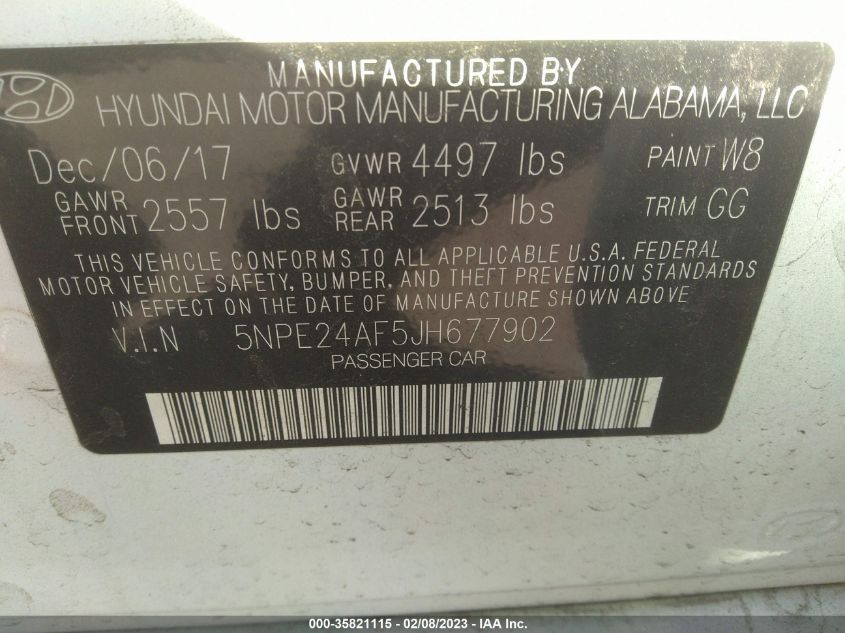 MANUFACTURED BY
HYUNDAI MOTOR MANUFACTURING ALABAMA, LLC
Dec/06/17 GVWR 4497 lbs PAINT W8
GAWR FRONT 2557 lbs GAWR REAR 2513 lbs TRIM GG
THIS VEHICLE CONFORMS TO ALL APPLICABLE U.S.A. FEDERAL
MOTOR VEHICLE SAFETY, BUMPER, AND THEFT PREVENTION STANDARDS
IN EFFECT ON THE DATE OF MANUFACTURE SHOWN ABOVE
V.I.N 5NPE24AF5JH677902
PASSENGER CAR
000-35821115 - 02/08/2023 - IAA Inc.